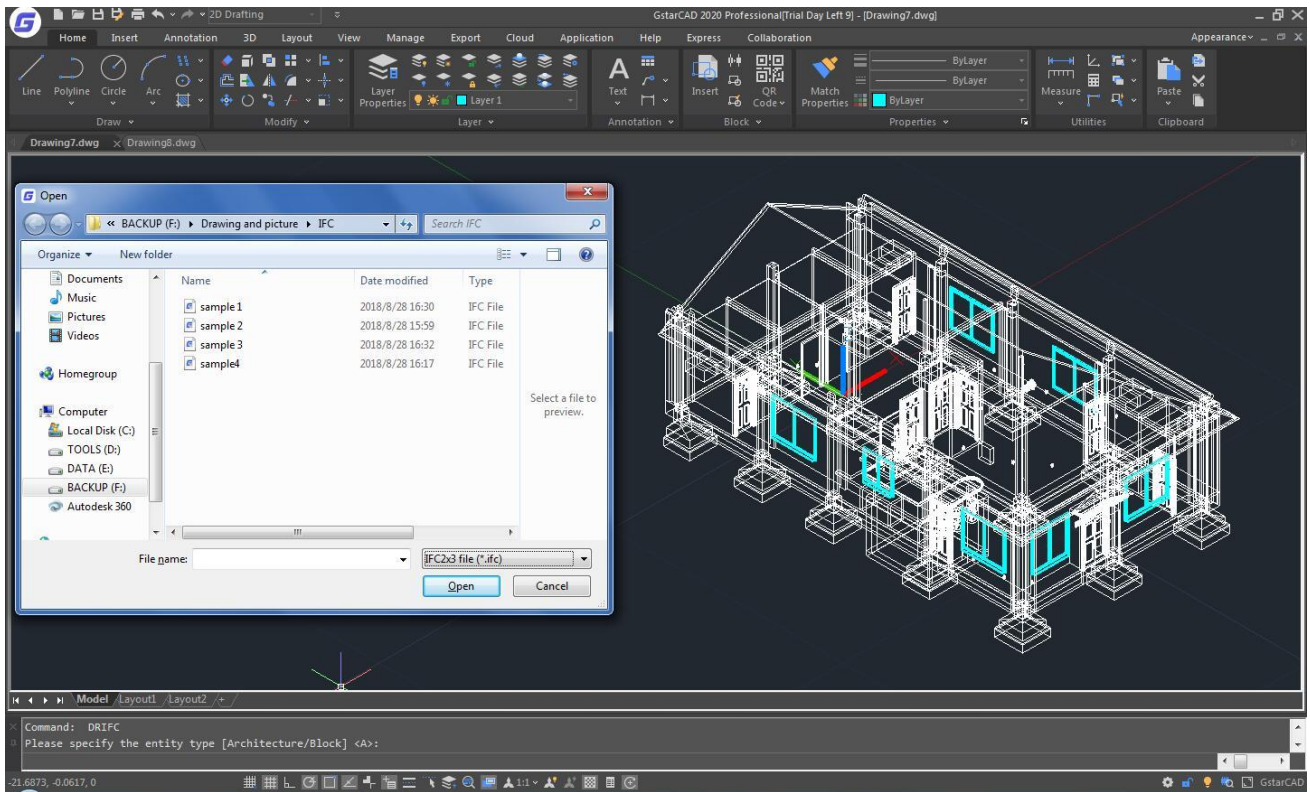 2D Drafting
GstarCAD 2020 Professional[Trial Day Left 9] - [Drawing7.dwg]
Home Insert Annotation 3D Layout View Manage Export Cloud Application Help Express Collaboration Appearance
Line Polyline Circle Arc
Layer Properties
Layer 1
Text
Insert
QR Code
Match Properties
ByLayer
ByLayer
ByLayer
Measure
Paste
Draw Modify Layer Annotation Block Properties Utilities Clipboard
Drawing7.dwg Drawing8.dwg
Open
« BACKUP (F:) Drawing and picture IFC Search IFC
Organize New folder
Documents
Music
Pictures
Videos
Homegroup
Computer
Local Disk (C:)
TOOLS (D:)
DATA (E:)
BACKUP (F:)
Autodesk 360
Name Date modified Type
sample 1 2018/8/28 16:30 IFC File
sample 2 2018/8/28 15:59 IFC File
sample 3 2018/8/28 16:32 IFC File
sample4 2018/8/28 16:17 IFC File
Select a file to
preview.
File name: IFC2x3 file (*.ifc)
Open Cancel
Model Layout1 Layout2 +
Command: DRIFC
Please specify the entity type [Architecture/Block] <A>:
-21.6873, -0.0617, 0 1:1 GstarCAD